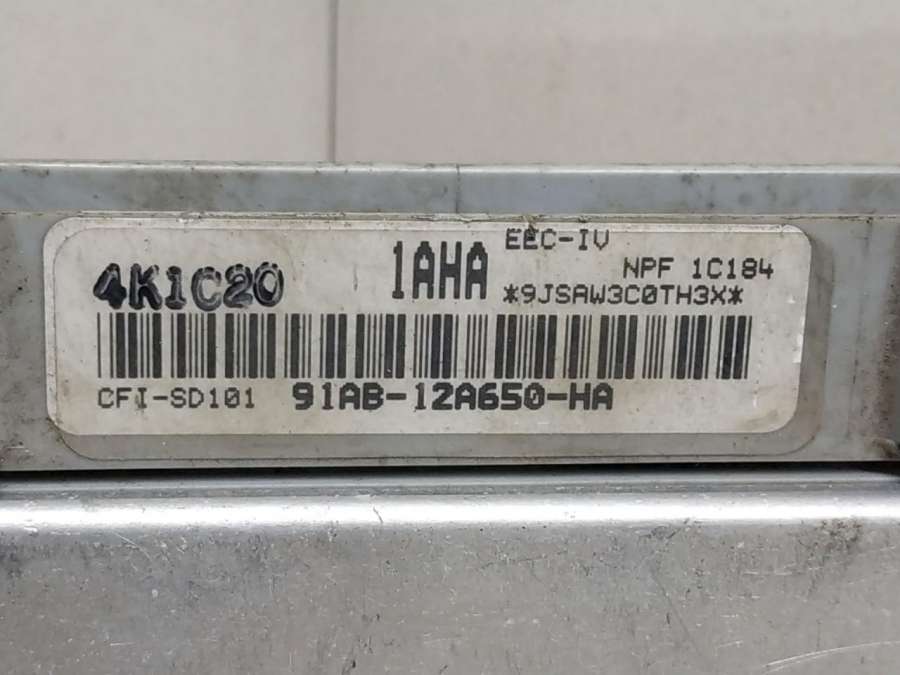 4K1C20
1AHA
EEC-IV
NPF 1C184
*9JSAW3C0TH3X*
CFI-SD101 91AB-12A650-HA